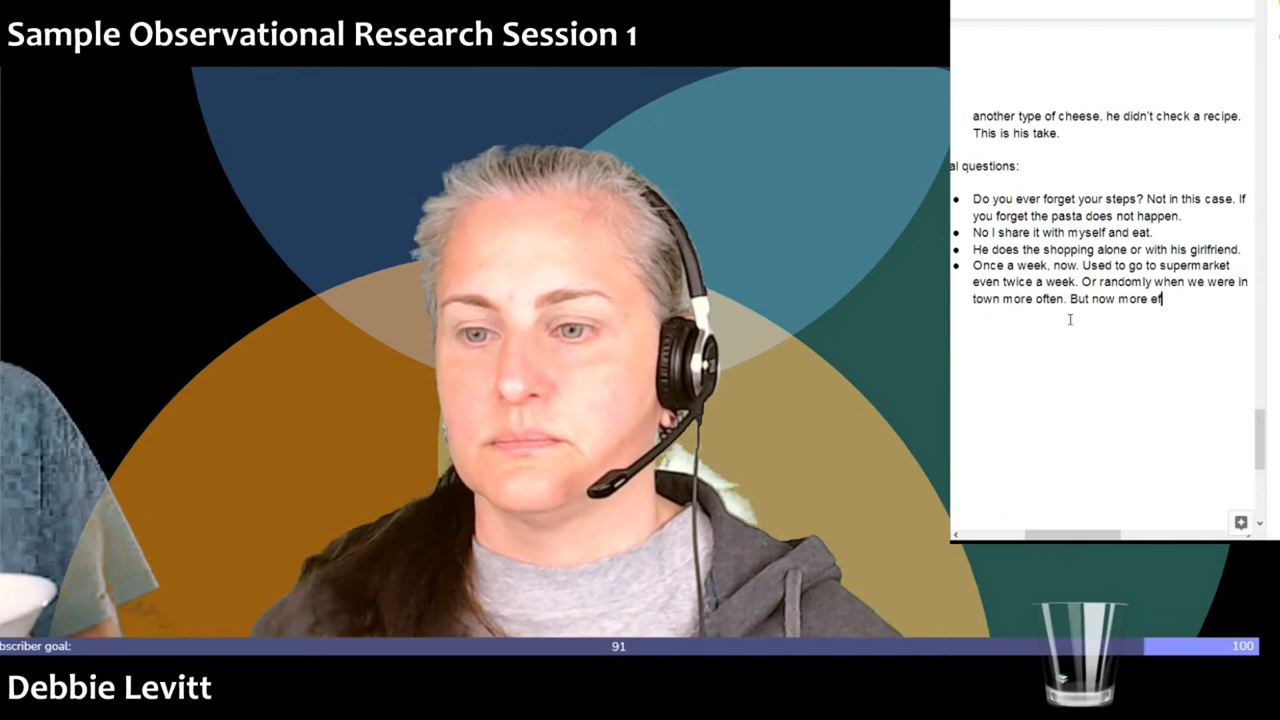 Sample Observational Research Session 1
another type of cheese, he didn't check a recipe.
This is his take.
al questions:
Do you ever forget your steps? Not in this case. If
you forget the pasta does not happen.
No I share it with myself and eat.
He does the shopping alone or with his girlfriend.
Once a week, now. Used to go to supermarket
even twice a week. Or randomly when we were in
town more often. But now more ef
bscriber goal:
91
100
Debbie Levitt